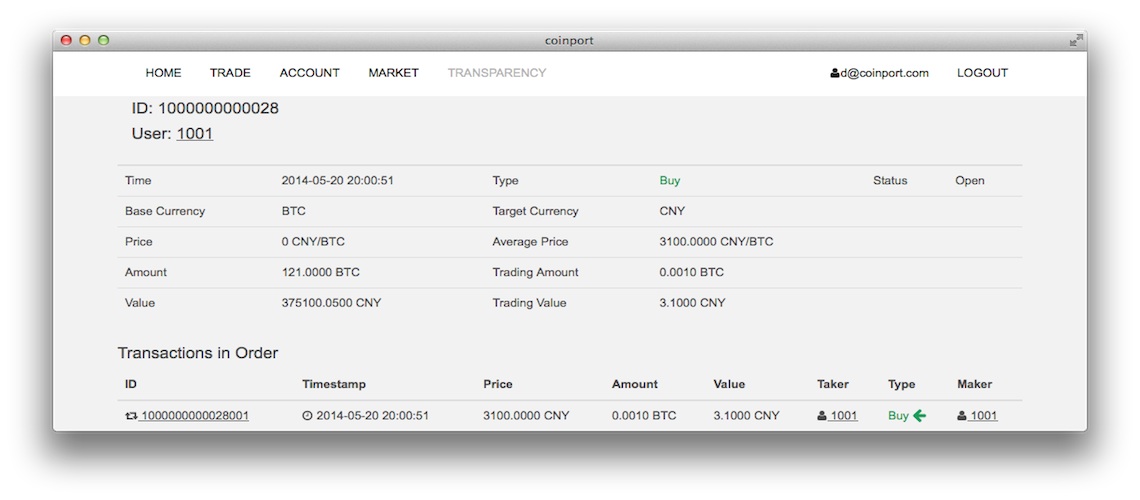 coinport
HOME TRADE ACCOUNT MARKET TRANSPARENCY d@coinport.com LOGOUT
ID: 1000000000028
User: 1001
Time 2014-05-20 20:00:51 Type Buy Status Open
Base Currency BTC Target Currency CNY
Price 0 CNY/BTC Average Price 3100.0000 CNY/BTC
Amount 121.0000 BTC Trading Amount 0.0010 BTC
Value 375100.0500 CNY Trading Value 3.1000 CNY
Transactions in Order
ID Timestamp Price Amount Value Taker Type Maker
1000000000028001 2014-05-20 20:00:51 3100.0000 CNY 0.0010 BTC 3.1000 CNY 1001 Buy 1001